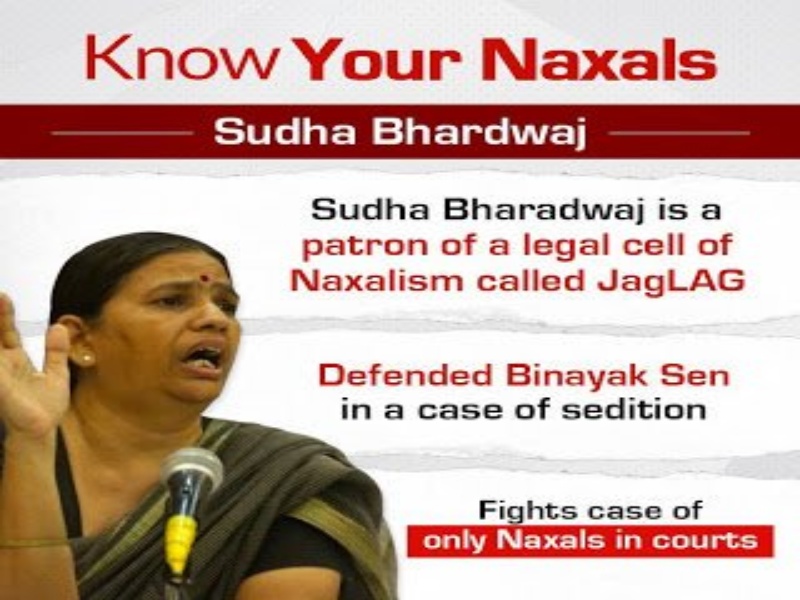 Know Your Naxals
Sudha Bhardwaj
Sudha Bharadwaj is a
patron of a legal cell of
Naxalism called JagLAG
Defended Binayak Sen
in a case of sedition
Fights case of
only Naxals in courts